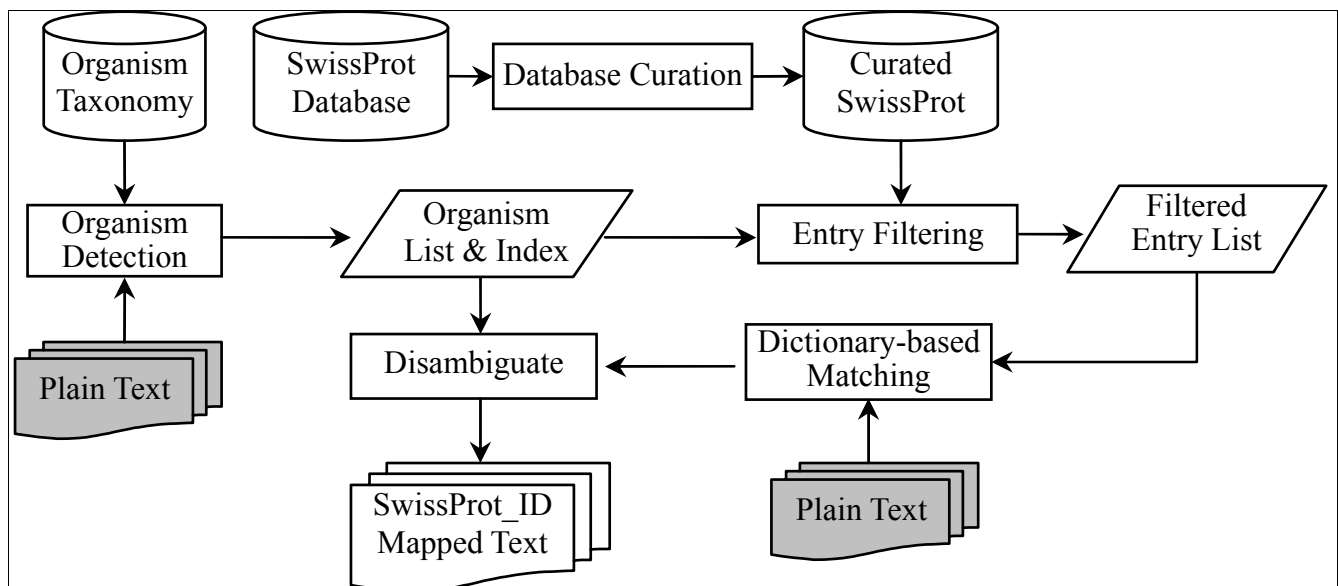 Organism
Taxonomy
SwissProt
Database
Database Curation
Curated
SwissProt
Organism
Detection
Organism
List & Index
Entry Filtering
Filtered
Entry List
Plain Text
Disambiguate
Dictionary-based
Matching
SwissProt_ID
Mapped Text
Plain Text